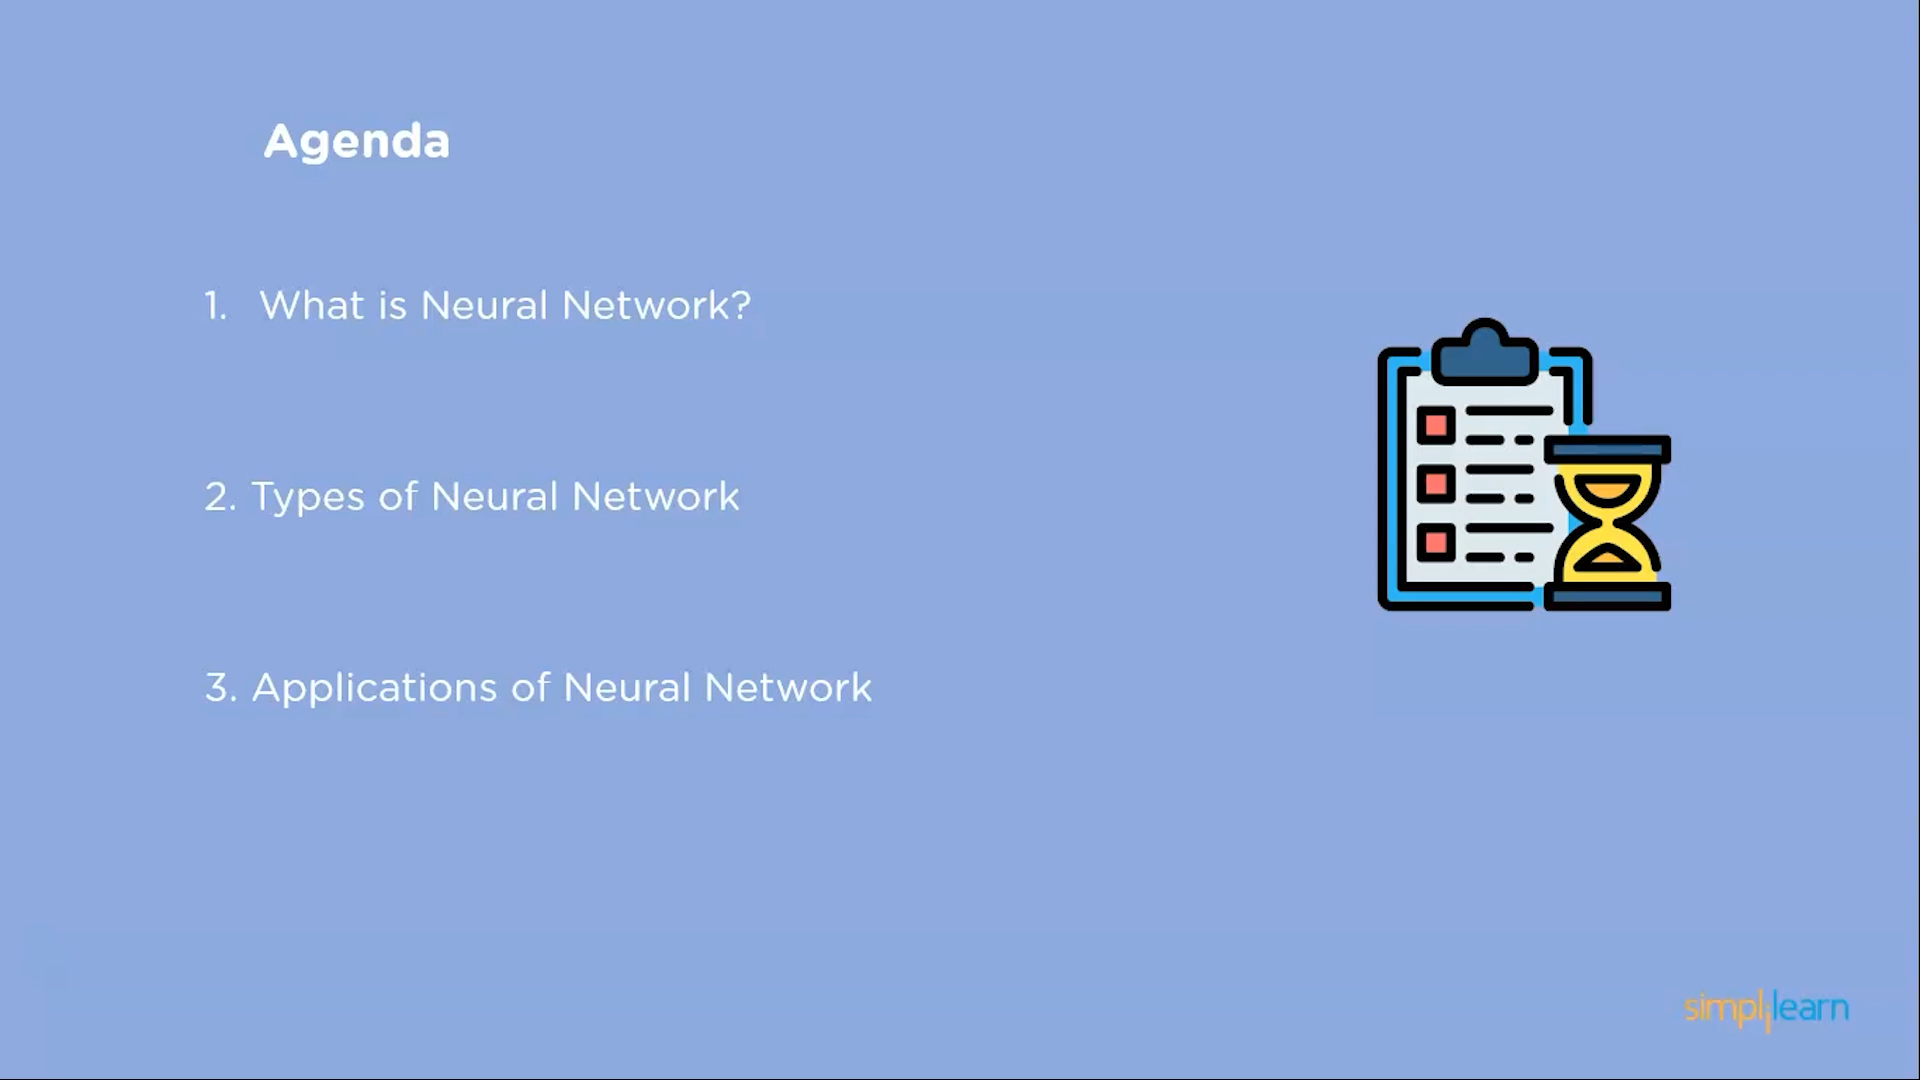 Agenda
1. What is Neural Network?
2. Types of Neural Network
3. Applications of Neural Network
simplilearn